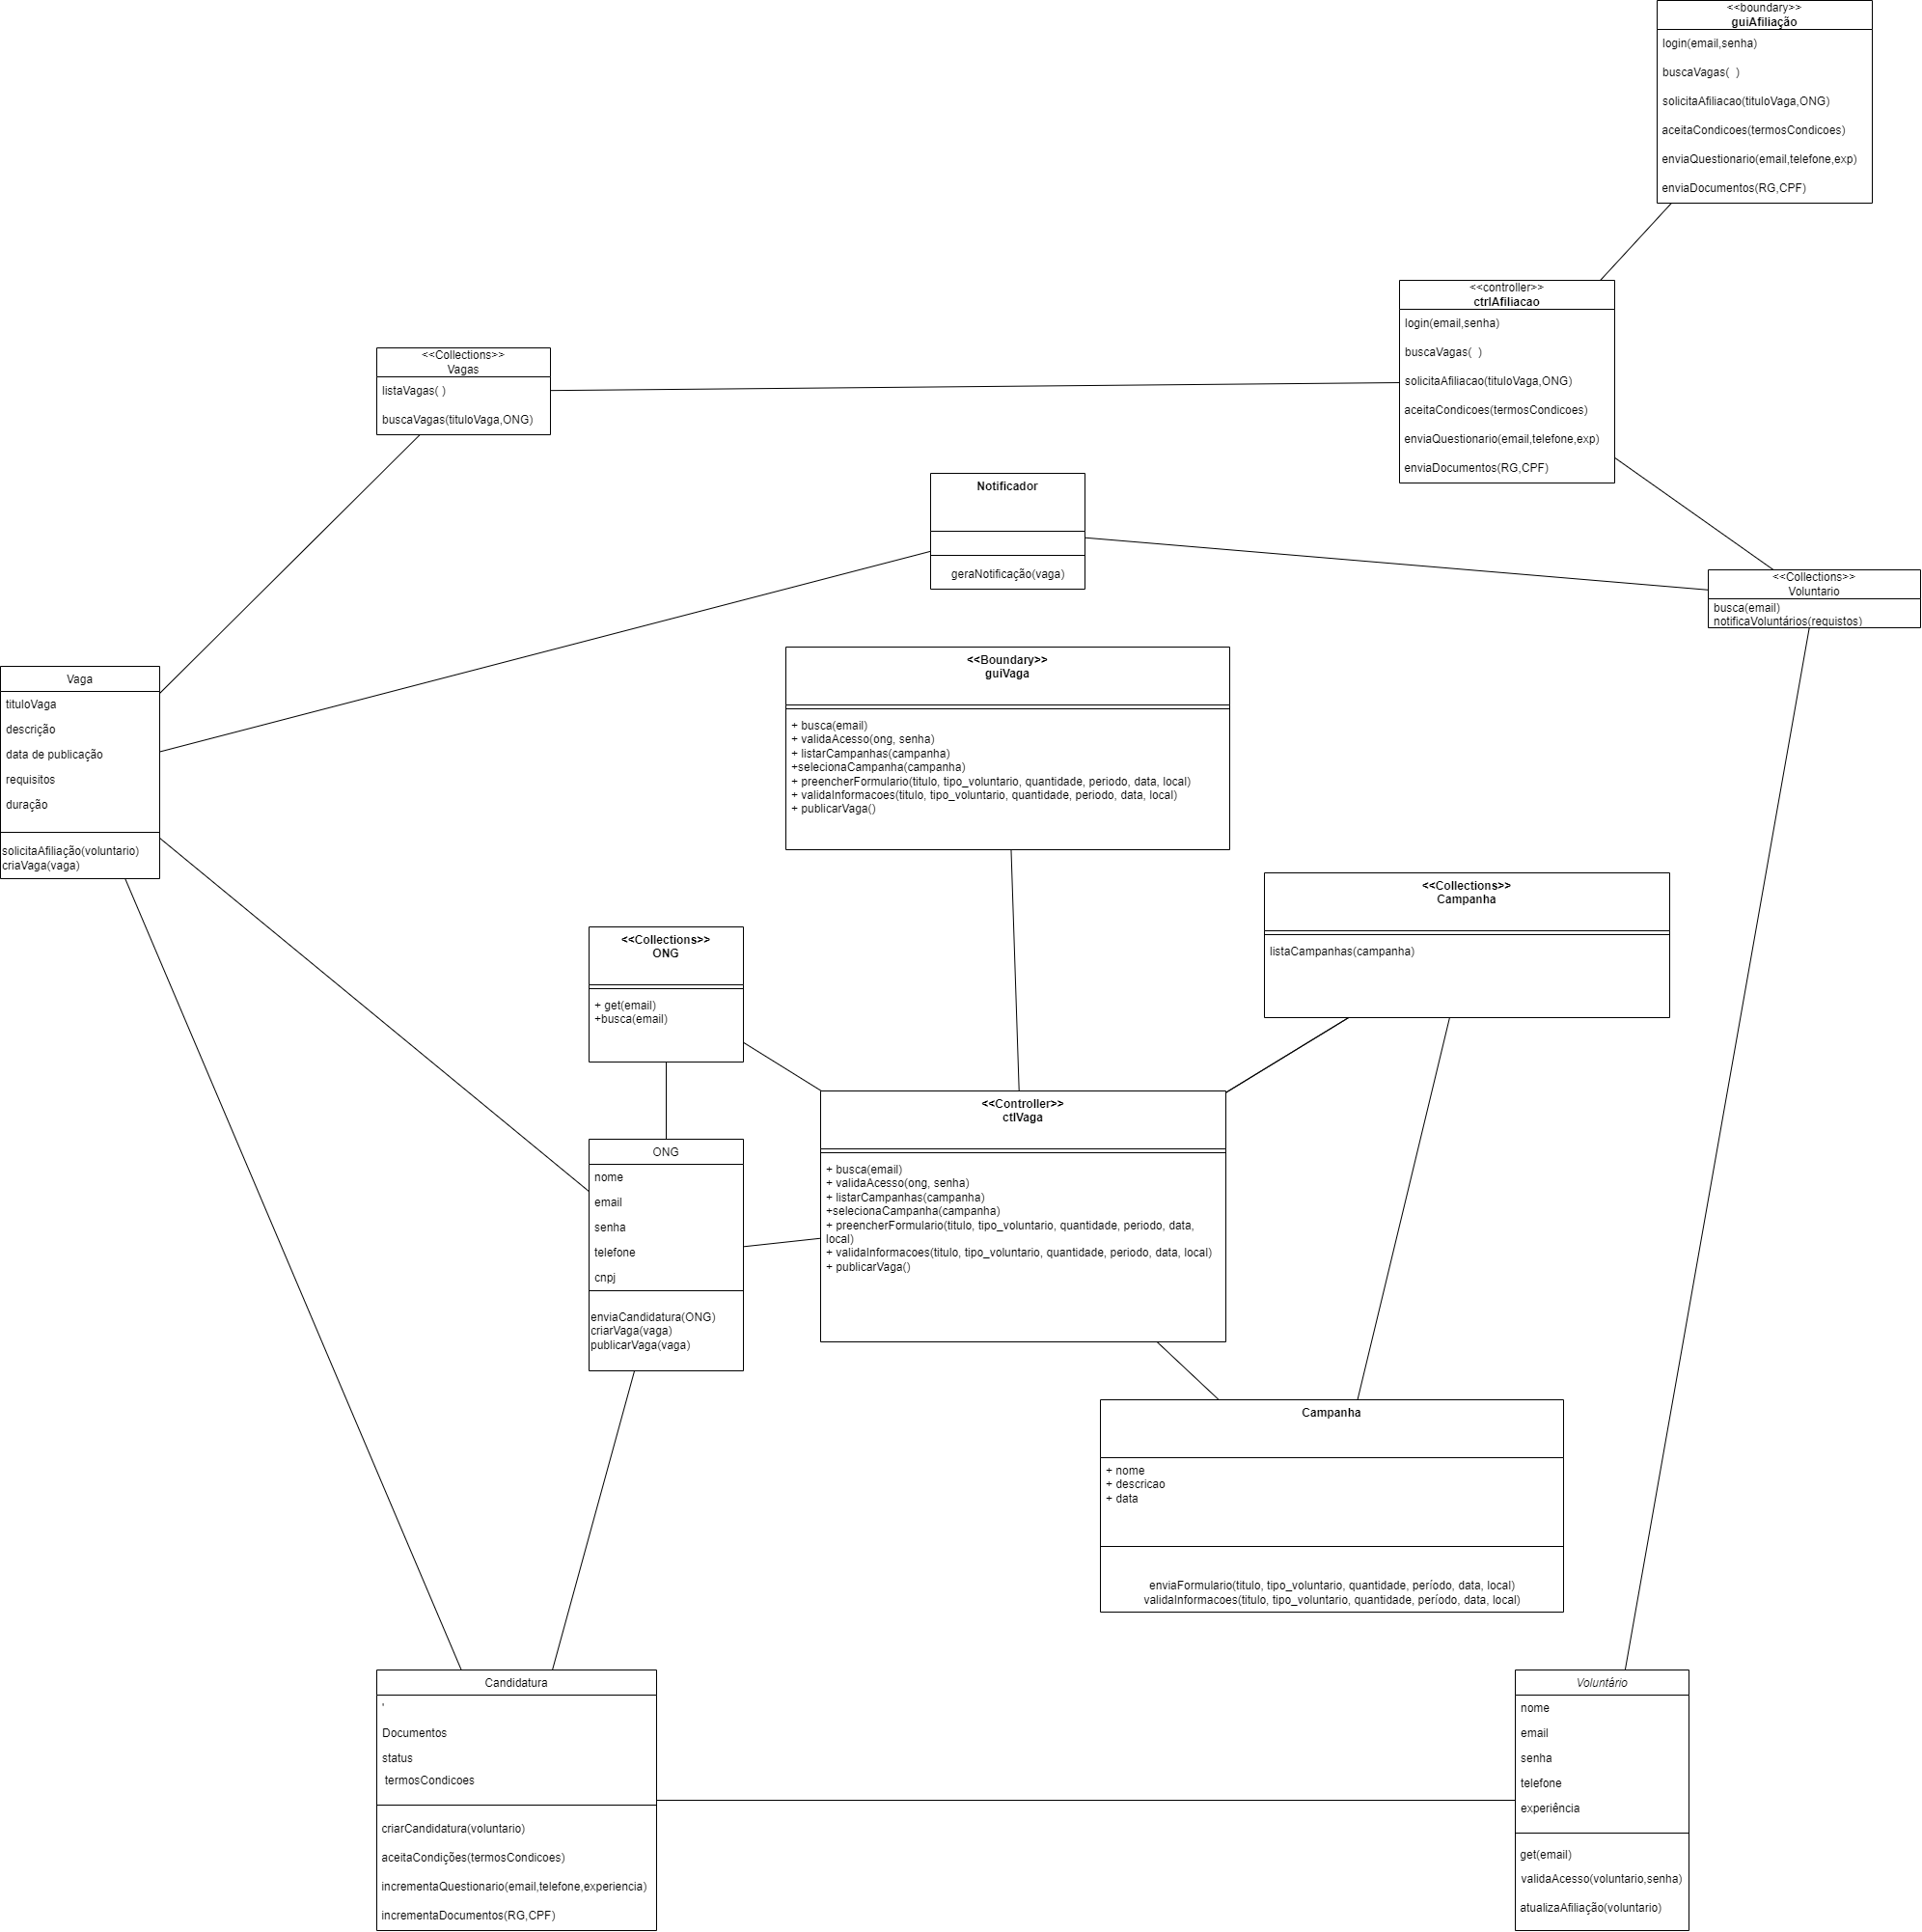 <<boundary>>
guiAfiliação
login(email,senha)
buscaVagas(  )
solicitaAfiliacao(tituloVaga,ONG)
aceitaCondicoes(termosCondicoes)
enviaQuestionario(email,telefone,exp)
enviaDocumentos(RG,CPF)
<<controller>>
ctrlAfiliacao
login(email,senha)
buscaVagas(  )
solicitaAfiliacao(tituloVaga,ONG)
aceitaCondicoes(termosCondicoes)
enviaQuestionario(email,telefone,exp)
enviaDocumentos(RG,CPF)
<<Collections>>
Vagas
listaVagas( )
buscaVagas(tituloVaga,ONG)
Notificador
geraNotificação(vaga)
<<Collections>>
Voluntario
busca(email)
notificaVoluntários(requistos)
<<Boundary>>
guiVaga
+ busca(email)
+ validaAcesso(ong, senha)
+ listarCampanhas(campanha)
+selecionaCampanha(campanha)
+ preencherFormulario(titulo, tipo_voluntario, quantidade, periodo, data, local)
+ validaInformacoes(titulo, tipo_voluntario, quantidade, periodo, data, local)
+ publicarVaga()
Vaga
tituloVaga
descrição
data de publicação
requisitos
duração
solicitaAfiliação(voluntario)
criaVaga(vaga)
<<Collections>>
Campanha
listaCampanhas(campanha)
<<Collections>>
ONG
+ get(email)
+busca(email)
<<Controller>>
ctlVaga
+ busca(email)
+ validaAcesso(ong, senha)
+ listarCampanhas(campanha)
+selecionaCampanha(campanha)
+ preencherFormulario(titulo, tipo_voluntario, quantidade, periodo, data,
local)
+ validaInformacoes(titulo, tipo_voluntario, quantidade, periodo, data, local)
+ publicarVaga()
ONG
nome
email
senha
telefone
cnpj
enviaCandidatura(ONG)
criarVaga(vaga)
publicarVaga(vaga)
Campanha
+ nome
+ descricao
+ data
enviaFormulario(titulo, tipo_voluntario, quantidade, período, data, local)
validaInformacoes(titulo, tipo_voluntario, quantidade, período, data, local)
Candidatura
'
Documentos
status
termosCondicoes
criarCandidatura(voluntario)
aceitaCondições(termosCondicoes)
incrementaQuestionario(email,telefone,experiencia)
incrementaDocumentos(RG,CPF)
Voluntário
nome
email
senha
telefone
experiência
get(email)
validaAcesso(voluntario,senha)
atualizaAfiliação(voluntario)